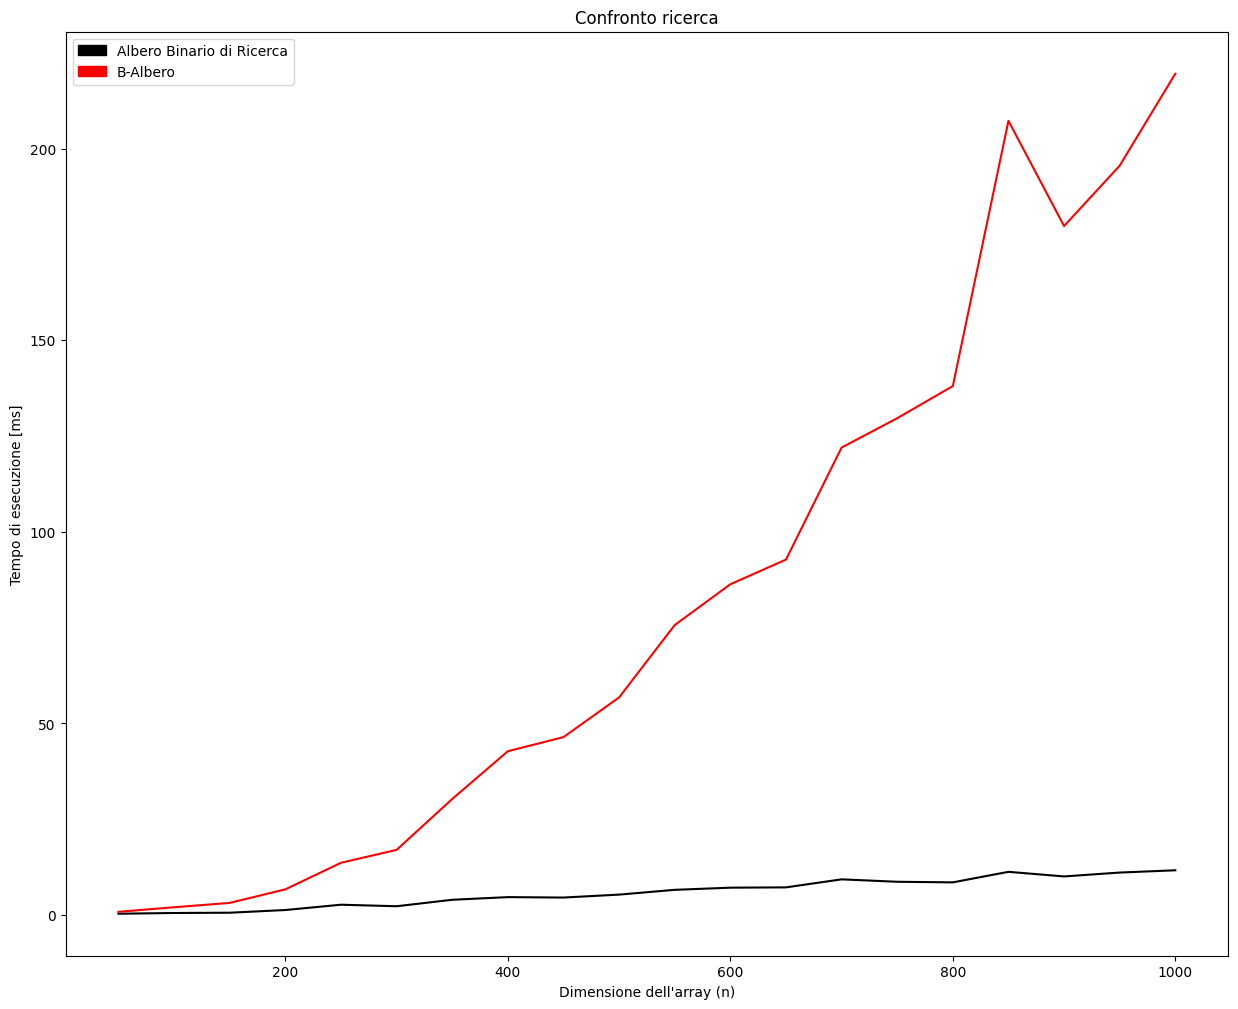 Confronto ricerca
Albero Binario di Ricerca
B-Albero
Tempo di esecuzione [ms]
200
150
100
50
0
200
400
600
800
1000
Dimensione dell'array (n)